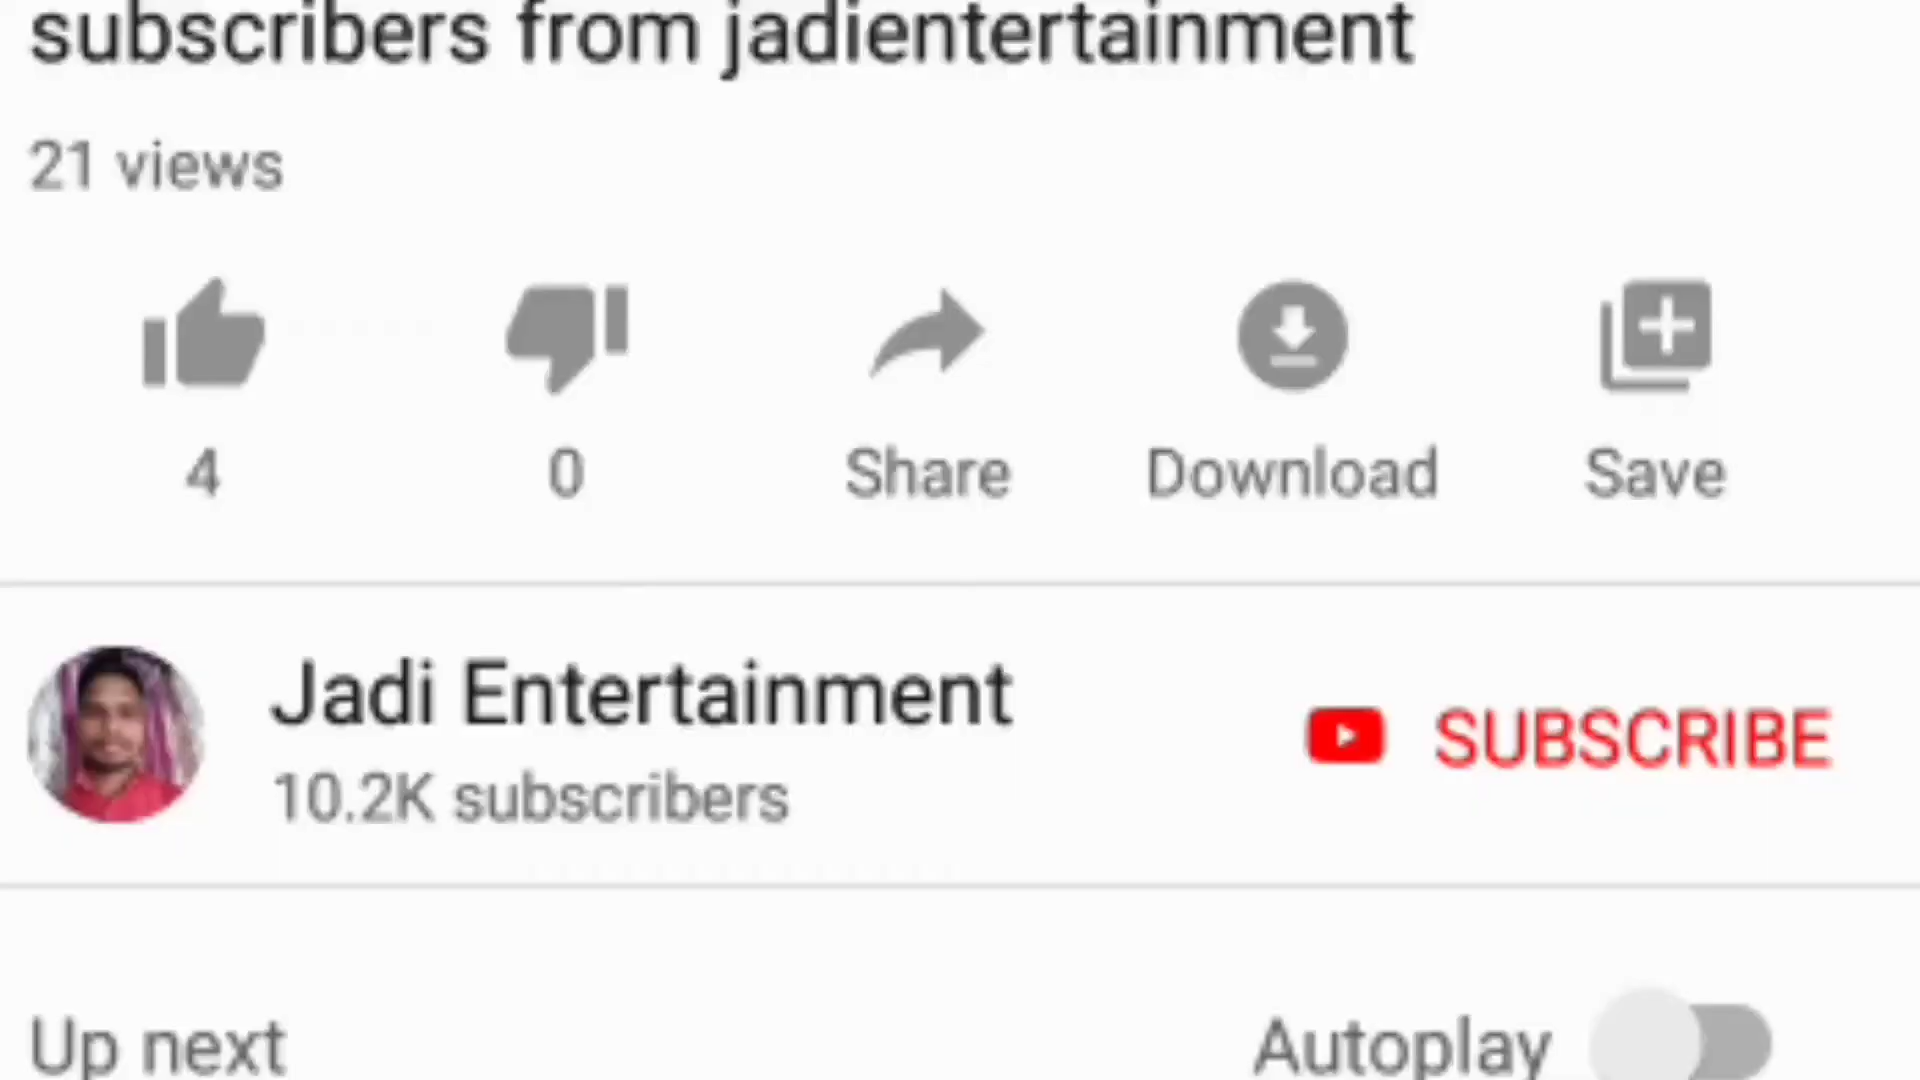 subscribers from jadientertainment
21 views
4
0
Share
Download
Save
Jadi Entertainment
10.2K subscribers
SUBSCRIBE
Up next
Autoplay